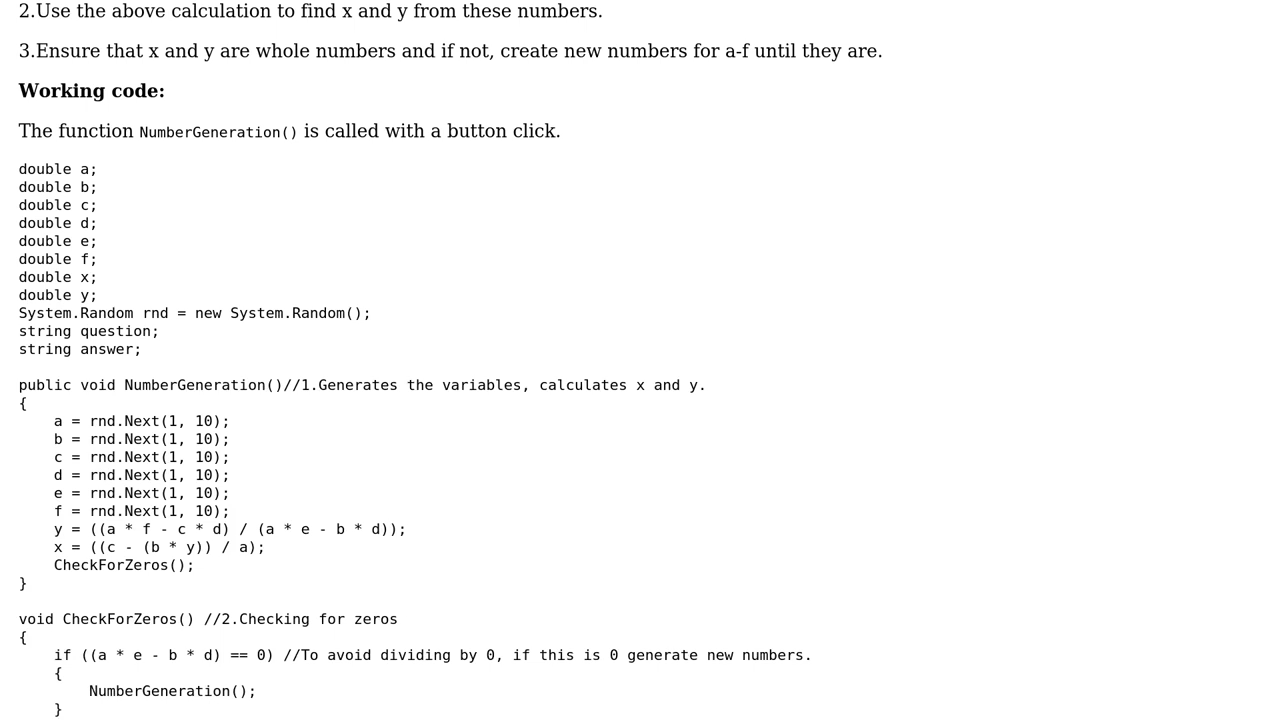 2.Use the above calculation to find x and y from these numbers.
3.Ensure that x and y are whole numbers and if not, create new numbers for a-f until they are.
Working code:
The function NumberGeneration() is called with a button click.
double a;
double b;
double c;
double d;
double e;
double f;
double x;
double y;
System.Random rnd = new System.Random();
string question;
string answer;
public void NumberGeneration()//1.Generates the variables, calculates x and y.
{
    a = rnd.Next(1, 10);
    b = rnd.Next(1, 10);
    c = rnd.Next(1, 10);
    d = rnd.Next(1, 10);
    e = rnd.Next(1, 10);
    f = rnd.Next(1, 10);
    y = ((a * f - c * d) / (a * e - b * d));
    x = ((c - (b * y)) / a);
    CheckForZeros();
}
void CheckForZeros() //2.Checking for zeros
{
    if ((a * e - b * d) == 0) //To avoid dividing by 0, if this is 0 generate new numbers.
    {
        NumberGeneration();
    }